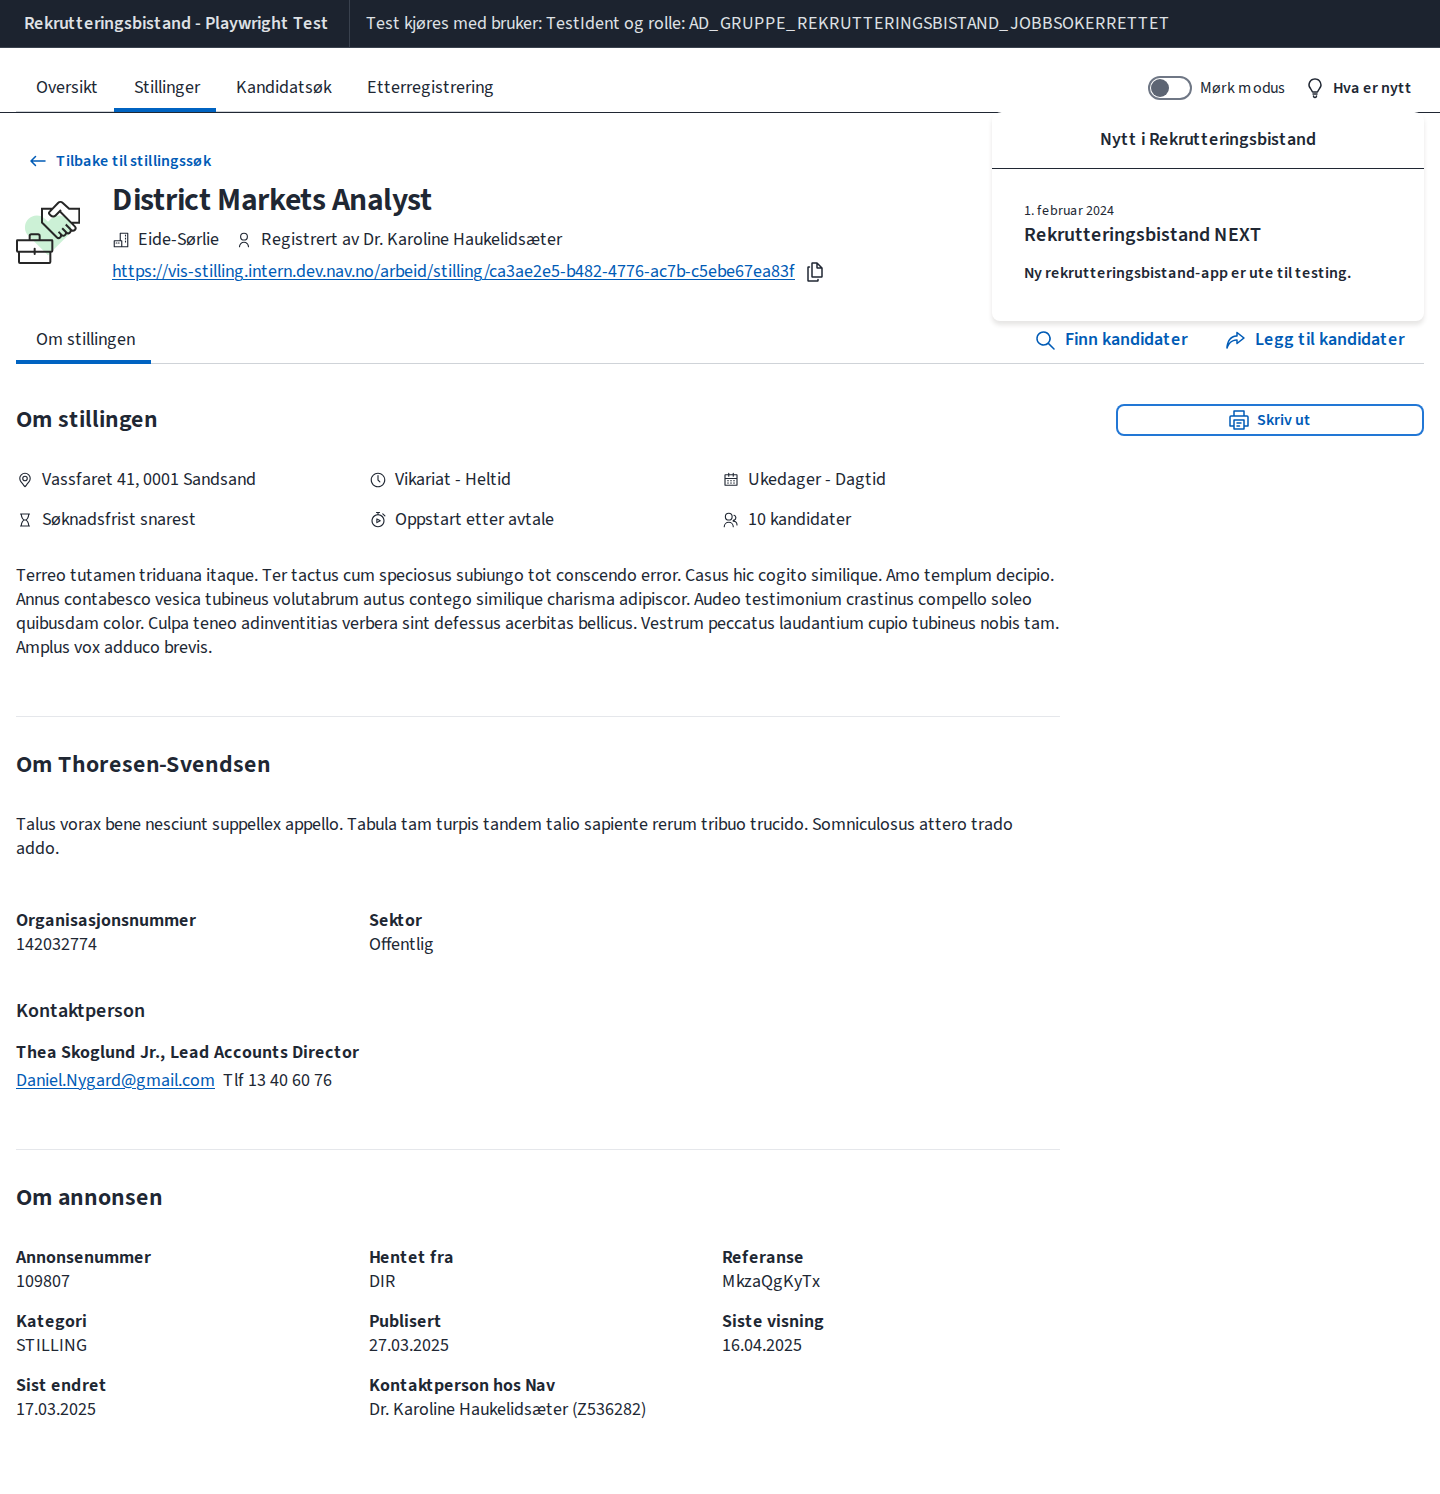 Rekrutteringsbistand - Playwright Test
Test kjøres med bruker: TestIdent og rolle: AD_GRUPPE_REKRUTTERINGSBISTAND_JOBBSOKERRETTET
Oversikt
Stillinger
Kandidatsøk
Etterregistrering
Mørk modus
Hva er nytt
Nytt i Rekrutteringsbistand
1. februar 2024
Rekrutteringsbistand NEXT
Ny rekrutteringsbistand-app er ute til testing.
Tilbake til stillingssøk
District Markets Analyst
Eide-Sørlie
Registrert av Dr. Karoline Haukelidsæter
https://vis-stilling.intern.dev.nav.no/arbeid/stilling/ca3ae2e5-b482-4776-ac7b-c5ebe67ea83f
Om stillingen
Finn kandidater
Legg til kandidater
Om stillingen
Skriv ut
Vassfaret 41, 0001 Sandsand
Vikariat - Heltid
Ukedager - Dagtid
Søknadsfrist snarest
Oppstart etter avtale
10 kandidater
Terreo tutamen triduana itaque. Ter tactus cum speciosus subiungo tot conscendo error. Casus hic cogito similique. Amo templum decipio.
Annus contabesco vesica tubineus volutabrum autus contego similique charisma adipiscor. Audeo testimonium crastinus compello soleo
quibusdam color. Culpa teneo adinventitias verbera sint defessus acerbitas bellicus. Vestrum peccatus laudantium cupio tubineus nobis tam.
Amplus vox adduco brevis.
Om Thoresen-Svendsen
Talus vorax bene nesciunt suppellex appello. Tabula tam turpis tandem talio sapiente rerum tribuo trucido. Somniculosus attero trado
addo.
Organisasjonsnummer
142032774
Sektor
Offentlig
Kontaktperson
Thea Skoglund Jr., Lead Accounts Director
Daniel.Nygard@gmail.com Tlf 13 40 60 76
Om annonsen
Annonsenummer
109807
Hentet fra
DIR
Referanse
MkzaQgKyTx
Kategori
STILLING
Publisert
27.03.2025
Siste visning
16.04.2025
Sist endret
17.03.2025
Kontaktperson hos Nav
Dr. Karoline Haukelidsæter (Z536282)